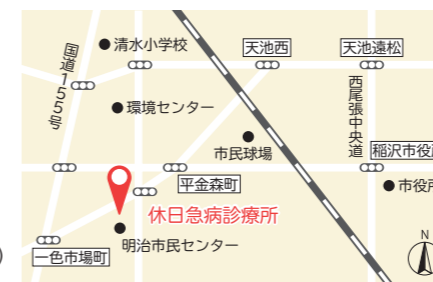 国道155号
清水小学校
天池西
天池遠松
環境センター
西尾張中央道
市民球場
稲沢市役所
平金森町
市役所
休日急病診療所
明治市民センター
一色市場町
N
)